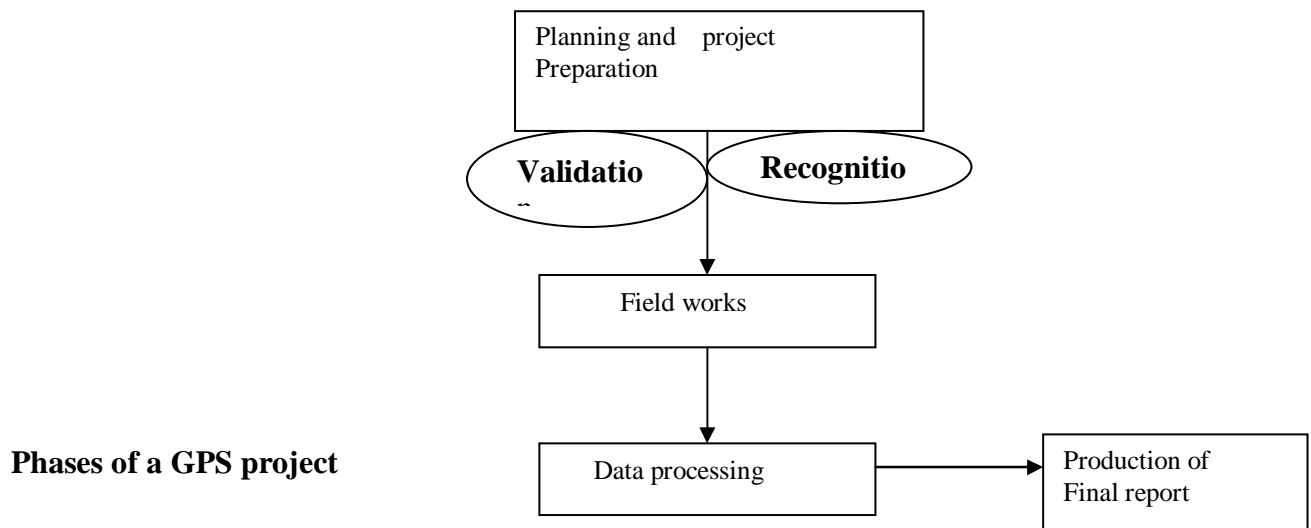 Planning and project
Preparation
Validatio
n
Recognitio
Field works
Phases of a GPS project
Data processing
Production of
Final report